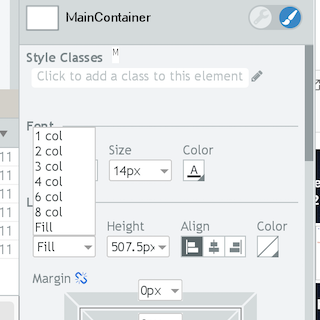 MainContainer
Style Classes M
Click to add a class to this element
Font
Size Color
14px A
1 col
2 col
3 col
4 col
6 col
8 col
Fill
Height Align Color
Fill 507.5px
Margin
0px
11
11
11
11
11
11